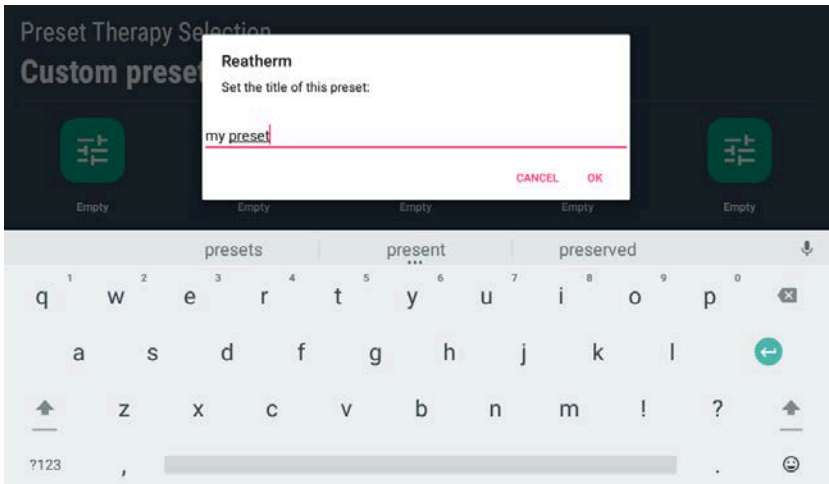 Preset Therapy Selection
Custom preset
Reatherm
Set the title of this preset:
my preset
CANCEL OK
Empty Empty Empty Empty Empty
presets present preserved
1 2 3 4 5 6 7 8 9 0
q w e r t y u i o p
a s d f g h j k l
z x c v b n m ! ?
?123 , .